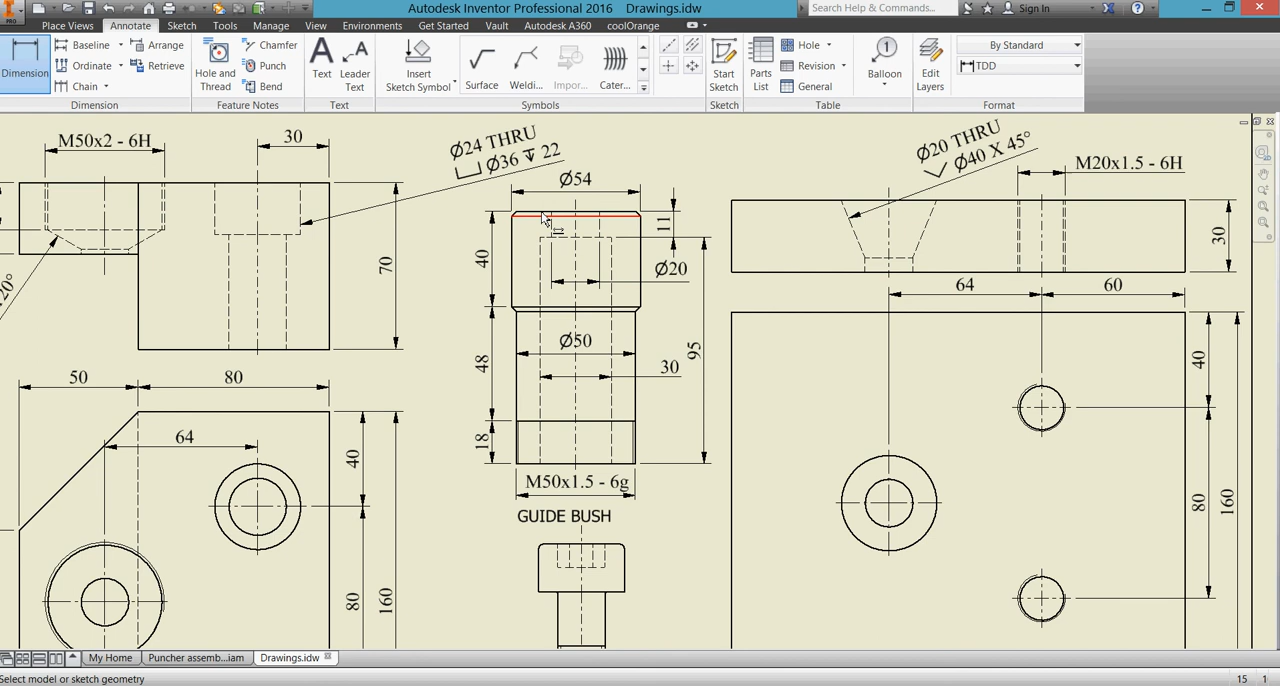 PRO
Autodesk Inventor Professional 2016   Drawings.idw
Search Help & Commands...
Sign In
Place Views
Annotate
Sketch
Tools
Manage
View
Environments
Get Started
Vault
Autodesk A360
coolOrange
Dimension
Baseline
Ordinate
Chain
Arrange
Retrieve
Dimension
Hole and Thread
Chamfer
Punch
Bend
Feature Notes
Text
Leader Text
Text
Insert Sketch Symbol
Surface
Weldi...
Impor...
Cater...
Symbols
Start Sketch
Sketch
Parts List
Hole
Revision
General
Table
Balloon
Edit Layers
By Standard
TDD
Format
M50x2 - 6H
30
Ø24 THRU
⌴ Ø36 ↧ 22
70
20°
50
80
64
40
80
160
Ø54
11
40
Ø20
48
Ø50
30
95
18
M50x1.5 - 6g
GUIDE BUSH
Ø20 THRU
⌵ Ø40 X 45°
M20x1.5 - 6H
30
64
60
40
80
160
My Home
Puncher assemb...iam
Drawings.idw
Select model or sketch geometry
15
1